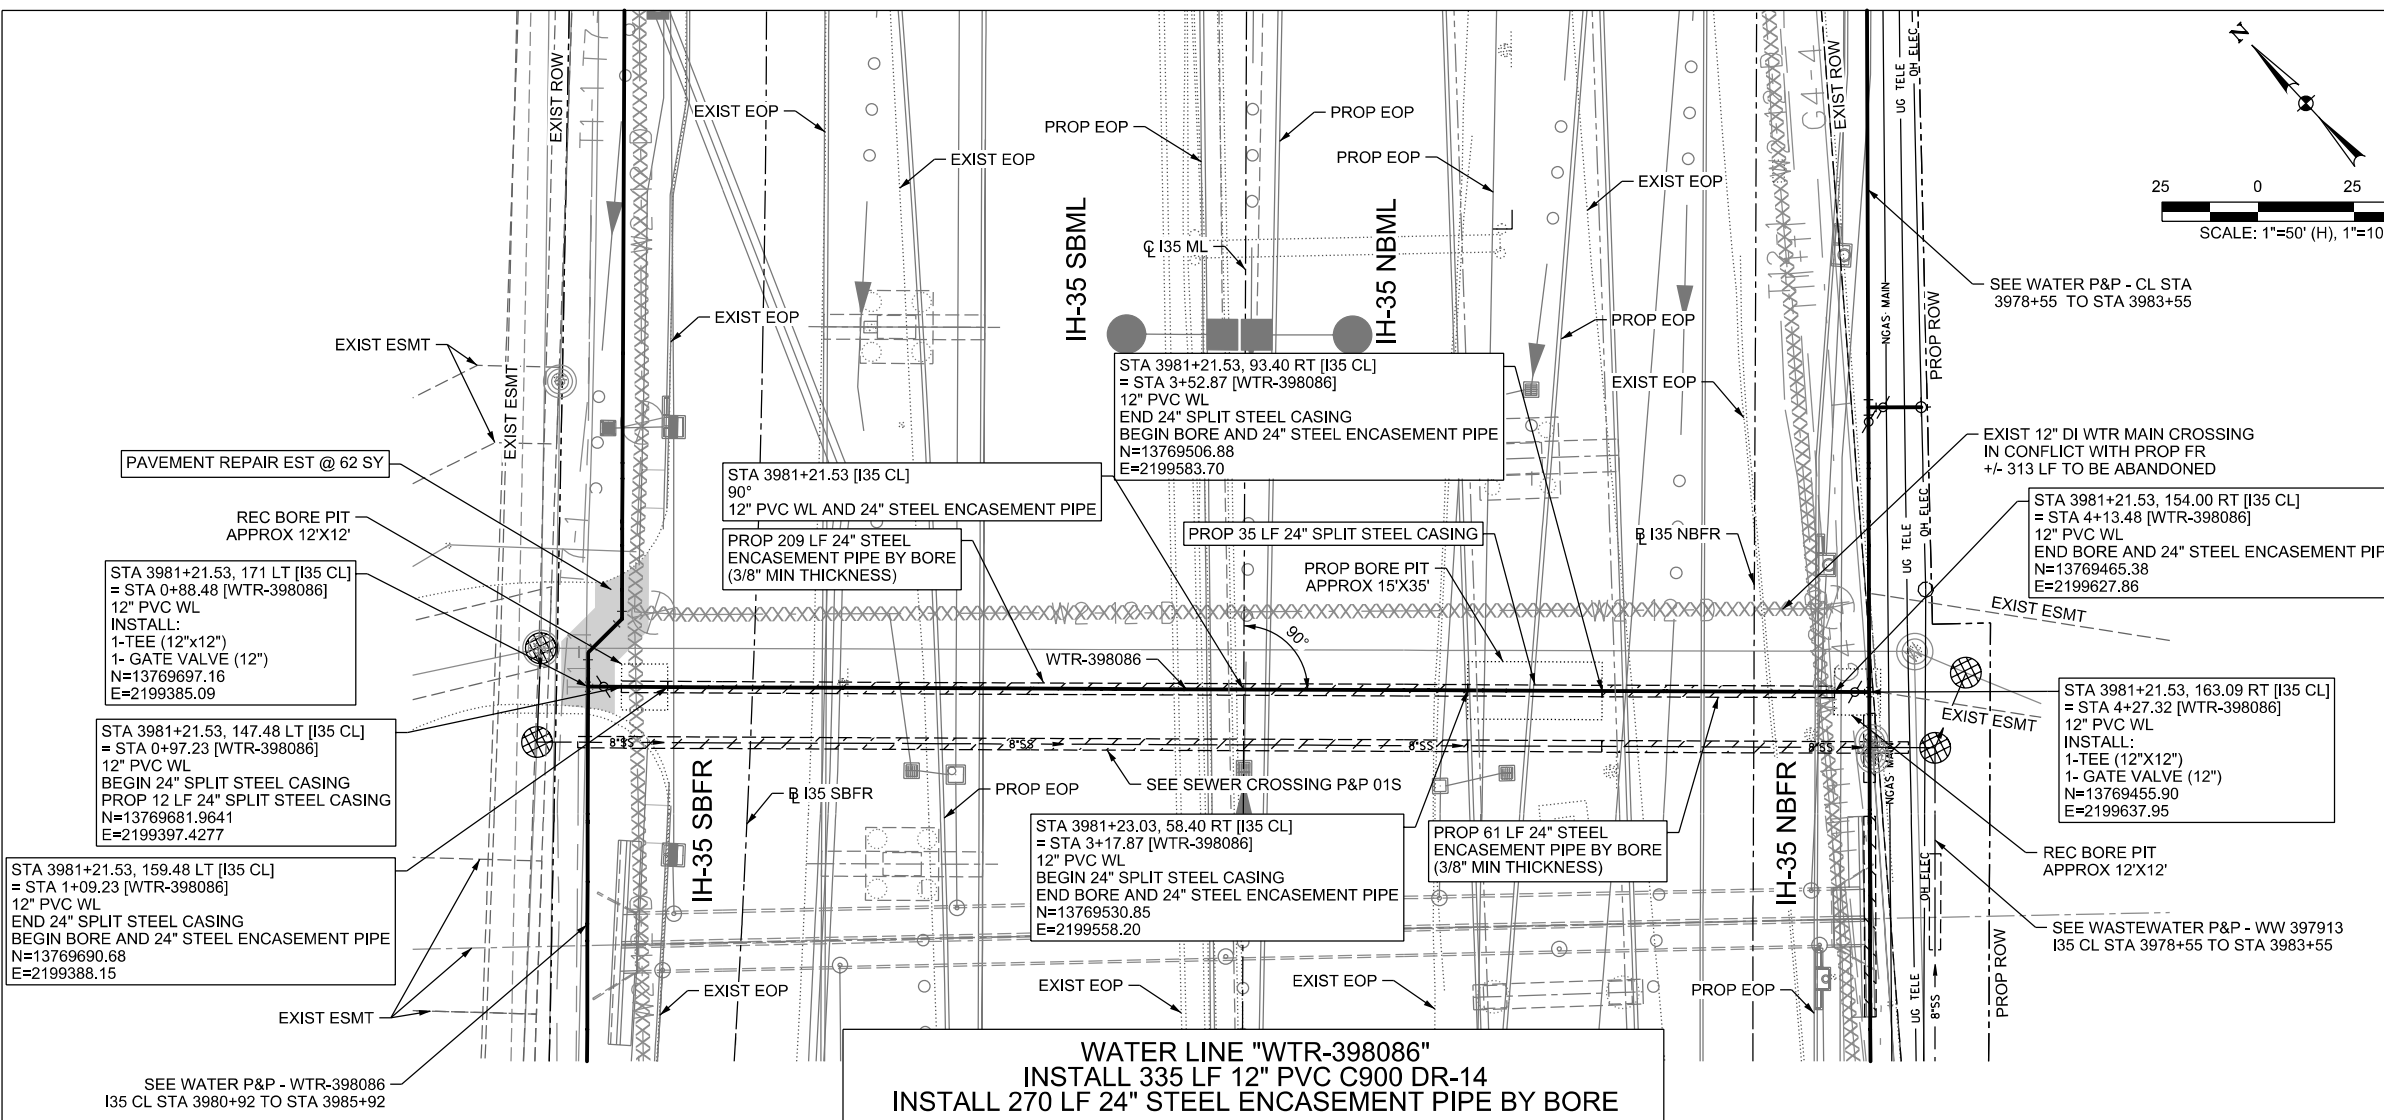 EXIST ROW
T1-117
EXIST EOP
EXIST EOP
PROP EOP
PROP EOP
PROP EOP
EXIST EOP
EXIST ROW
G4-4
UG TELE
OH ELEC
N
25 0 25
SCALE: 1"=50' (H), 1"=10
IH-35 SBML
℄ I35 ML
IH-35 NBML
SEE WATER P&P - CL STA
3978+55 TO STA 3983+55
EXIST ESMT
EXIST ESMT
EXIST EOP
PROP EOP
EXIST EOP
NGAS MAIN
PROP ROW
STA 3981+21.53, 93.40 RT [I35 CL]
= STA 3+52.87 [WTR-398086]
12" PVC WL
END 24" SPLIT STEEL CASING
BEGIN BORE AND 24" STEEL ENCASEMENT PIPE
N=13769506.88
E=2199583.70
EXIST 12" DI WTR MAIN CROSSING
IN CONFLICT WITH PROP FR
+/- 313 LF TO BE ABANDONED
PAVEMENT REPAIR EST @ 62 SY
STA 3981+21.53 [I35 CL]
90°
12" PVC WL AND 24" STEEL ENCASEMENT PIPE
REC BORE PIT
APPROX 12'X12'
PROP 209 LF 24" STEEL
ENCASEMENT PIPE BY BORE
(3/8" MIN THICKNESS)
PROP 35 LF 24" SPLIT STEEL CASING
PROP BORE PIT
APPROX 15'X35'
B I35 NBFR
STA 3981+21.53, 154.00 RT [I35 CL]
= STA 4+13.48 [WTR-398086]
12" PVC WL
END BORE AND 24" STEEL ENCASEMENT PIP
N=13769465.38
E=2199627.86
UG TELE
OH ELEC
STA 3981+21.53, 171 LT [I35 CL]
= STA 0+88.48 [WTR-398086]
12" PVC WL
INSTALL:
1-TEE (12"x12")
1- GATE VALVE (12")
N=13769697.16
E=2199385.09
90°
WTR-398086
EXIST ESMT
EXIST ESMT
STA 3981+21.53, 163.09 RT [I35 CL]
= STA 4+27.32 [WTR-398086]
12" PVC WL
INSTALL:
1-TEE (12"X12")
1- GATE VALVE (12")
N=13769455.90
E=2199637.95
STA 3981+21.53, 147.48 LT [I35 CL]
= STA 0+97.23 [WTR-398086]
12" PVC WL
BEGIN 24" SPLIT STEEL CASING
PROP 12 LF 24" SPLIT STEEL CASING
N=13769681.9641
E=2199397.4277
8"SS
8"SS
8"SS
8"SS
SEE SEWER CROSSING P&P 01S
IH-35 SBFR
B I35 SBFR
PROP EOP
IH-35 NBFR
NGAS MAIN
STA 3981+23.03, 58.40 RT [I35 CL]
= STA 3+17.87 [WTR-398086]
12" PVC WL
BEGIN 24" SPLIT STEEL CASING
END BORE AND 24" STEEL ENCASEMENT PIPE
N=13769530.85
E=2199558.20
PROP 61 LF 24" STEEL
ENCASEMENT PIPE BY BORE
(3/8" MIN THICKNESS)
REC BORE PIT
APPROX 12'X12'
STA 3981+21.53, 159.48 LT [I35 CL]
= STA 1+09.23 [WTR-398086]
12" PVC WL
END 24" SPLIT STEEL CASING
BEGIN BORE AND 24" STEEL ENCASEMENT PIPE
N=13769690.68
E=2199388.15
OH ELEC
SEE WASTEWATER P&P - WW 397913
I35 CL STA 3978+55 TO STA 3983+55
EXIST ESMT
EXIST EOP
EXIST EOP
EXIST EOP
PROP EOP
UG TELE
8"SS
PROP ROW
SEE WATER P&P - WTR-398086
I35 CL STA 3980+92 TO STA 3985+92
WATER LINE "WTR-398086"
INSTALL 335 LF 12" PVC C900 DR-14
INSTALL 270 LF 24" STEEL ENCASEMENT PIPE BY BORE